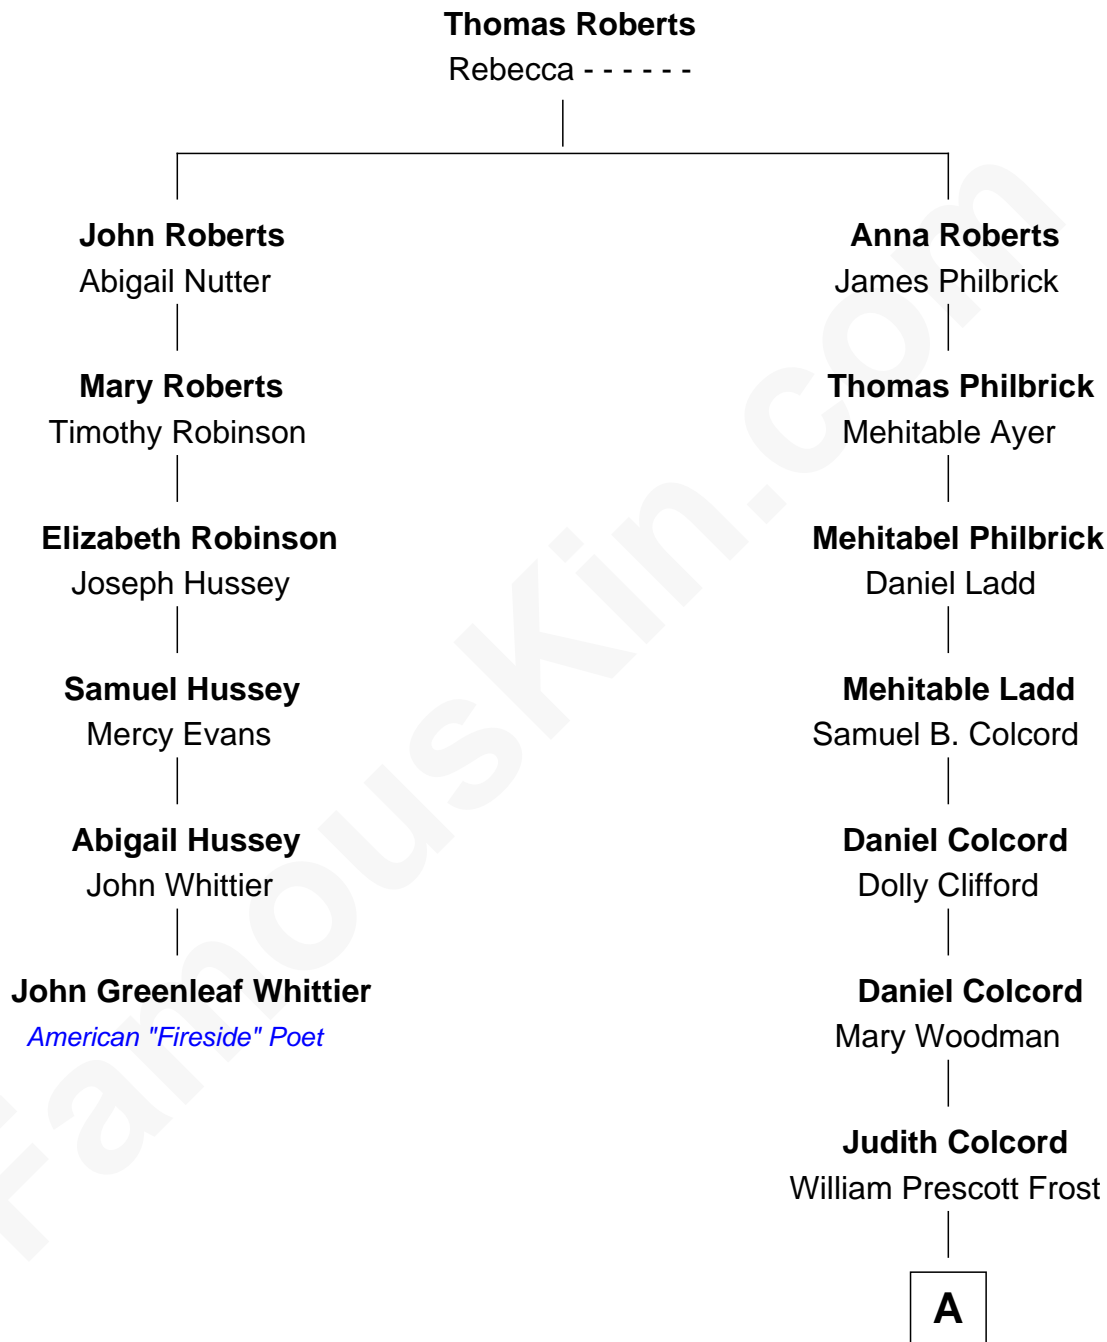 Thomas Roberts
Rebecca - - - - - -
John Roberts
Abigail Nutter
Anna Roberts
James Philbrick
Mary Roberts
Timothy Robinson
Thomas Philbrick
Mehitable Ayer
Elizabeth Robinson
Joseph Hussey
Mehitabel Philbrick
Daniel Ladd
Samuel Hussey
Mercy Evans
Mehitable Ladd
Samuel B. Colcord
Abigail Hussey
John Whittier
Daniel Colcord
Dolly Clifford
John Greenleaf Whittier
American "Fireside" Poet
Daniel Colcord
Mary Woodman
Judith Colcord
William Prescott Frost
A
FamousKin.com